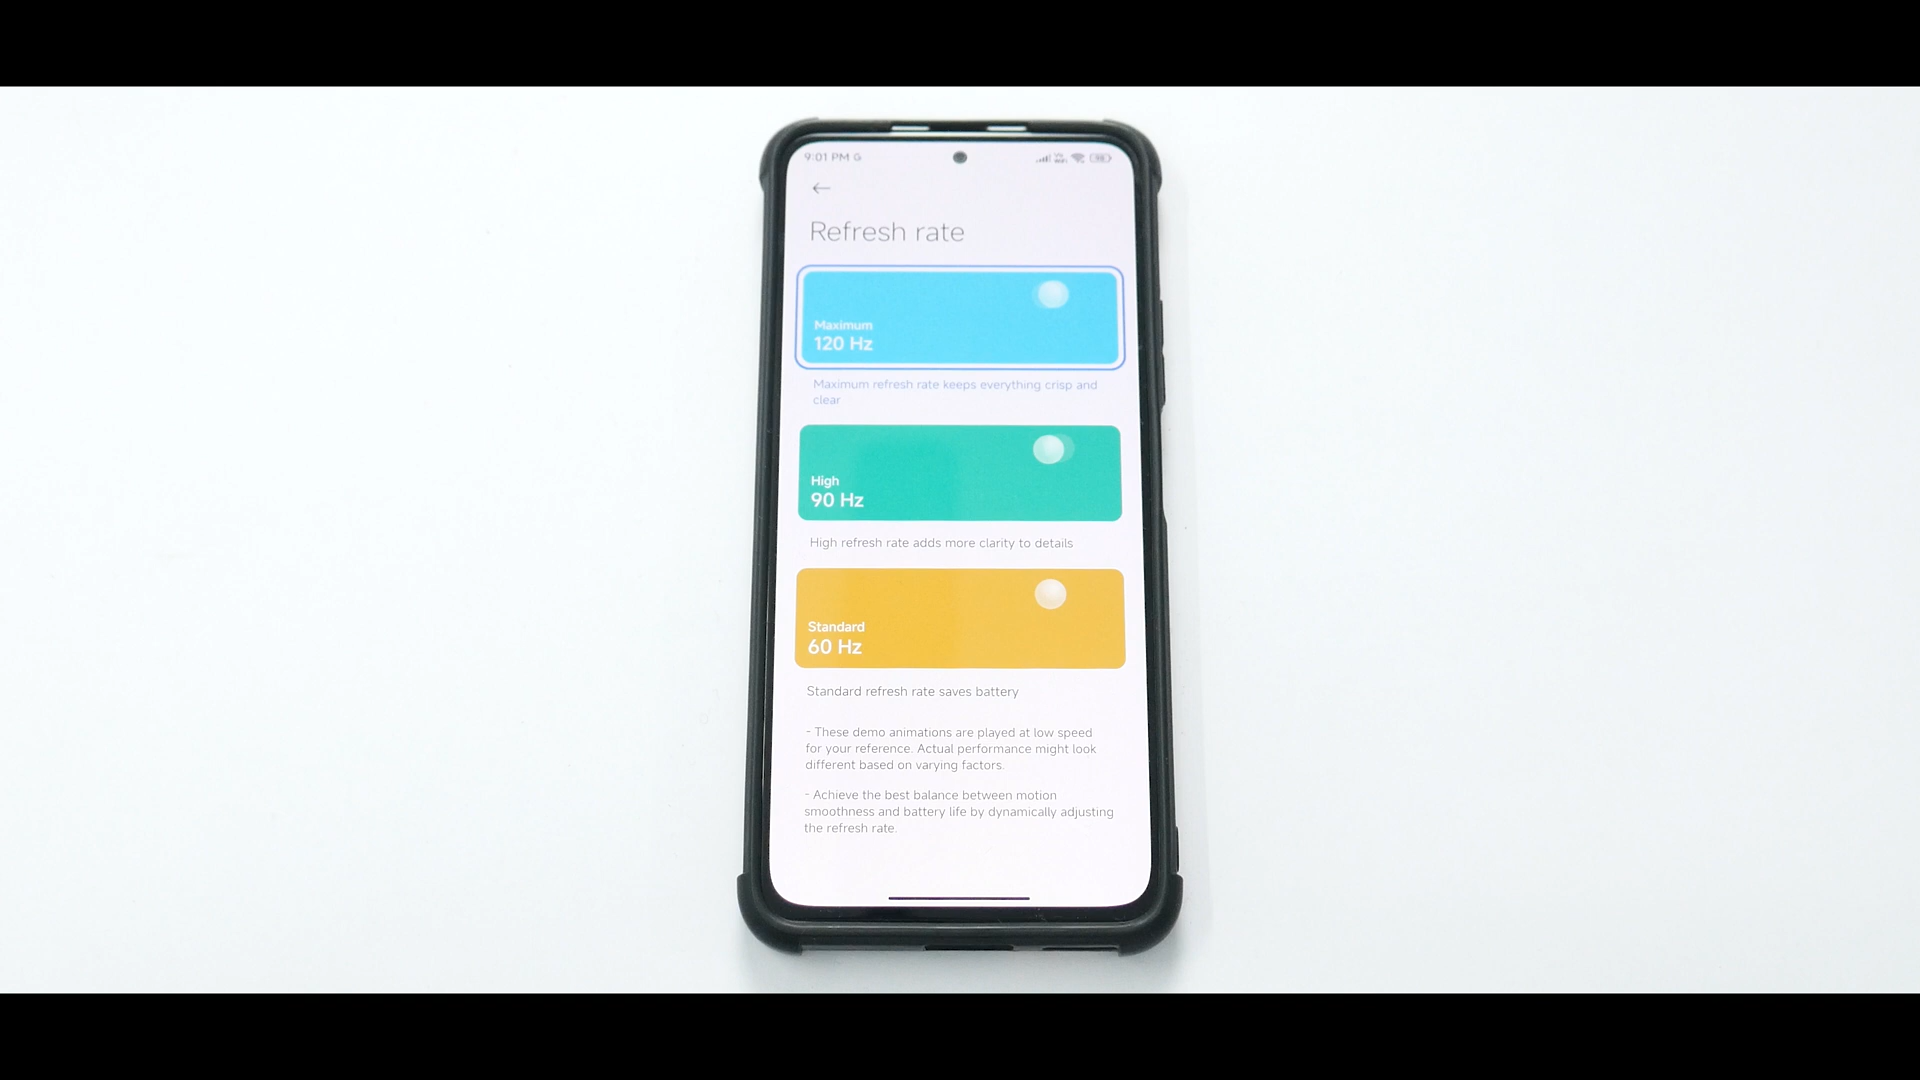 9:01 PM G
Refresh rate
Maximum
120 Hz
Maximum refresh rate keeps everything crisp and
clear
High
90 Hz
High refresh rate adds more clarity to details
Standard
60 Hz
Standard refresh rate saves battery
- These demo animations are played at low speed
for your reference. Actual performance might look
different based on varying factors.
- Achieve the best balance between motion
smoothness and battery life by dynamically adjusting
the refresh rate.